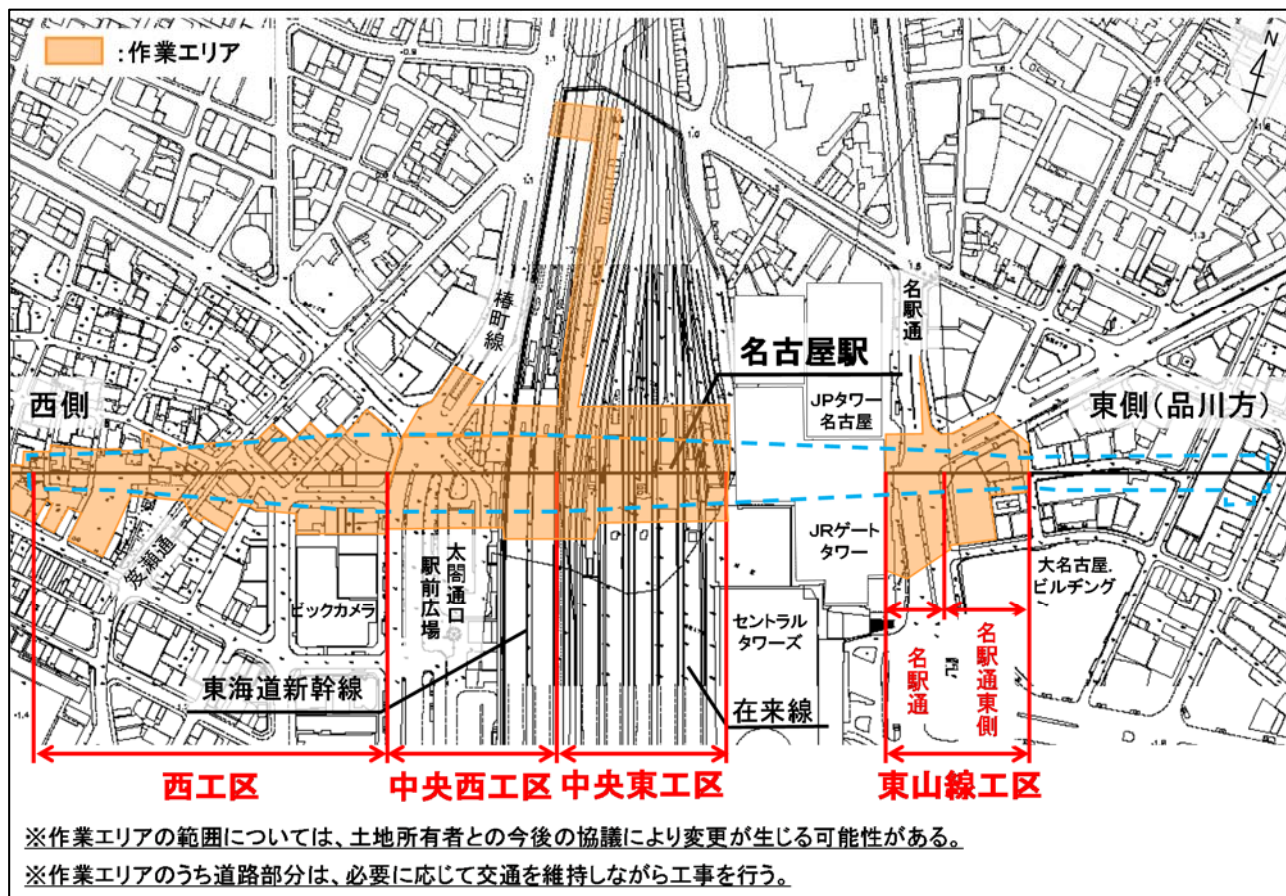 :作業エリア
N
椿町線
名駅通
名古屋駅
JPタワー
名古屋
西側
東側(品川方)
笈瀬通
ビックカメラ
太閤通口
駅前広場
JRゲート
タワー
セントラル
タワーズ
大名古屋
ビルヂング
東海道新幹線
在来線
名駅通
名駅通東側
西工区
中央西工区
中央東工区
東山線工区
※作業エリアの範囲については、土地所有者との今後の協議により変更が生じる可能性がある。
※作業エリアのうち道路部分は、必要に応じて交通を維持しながら工事を行う。